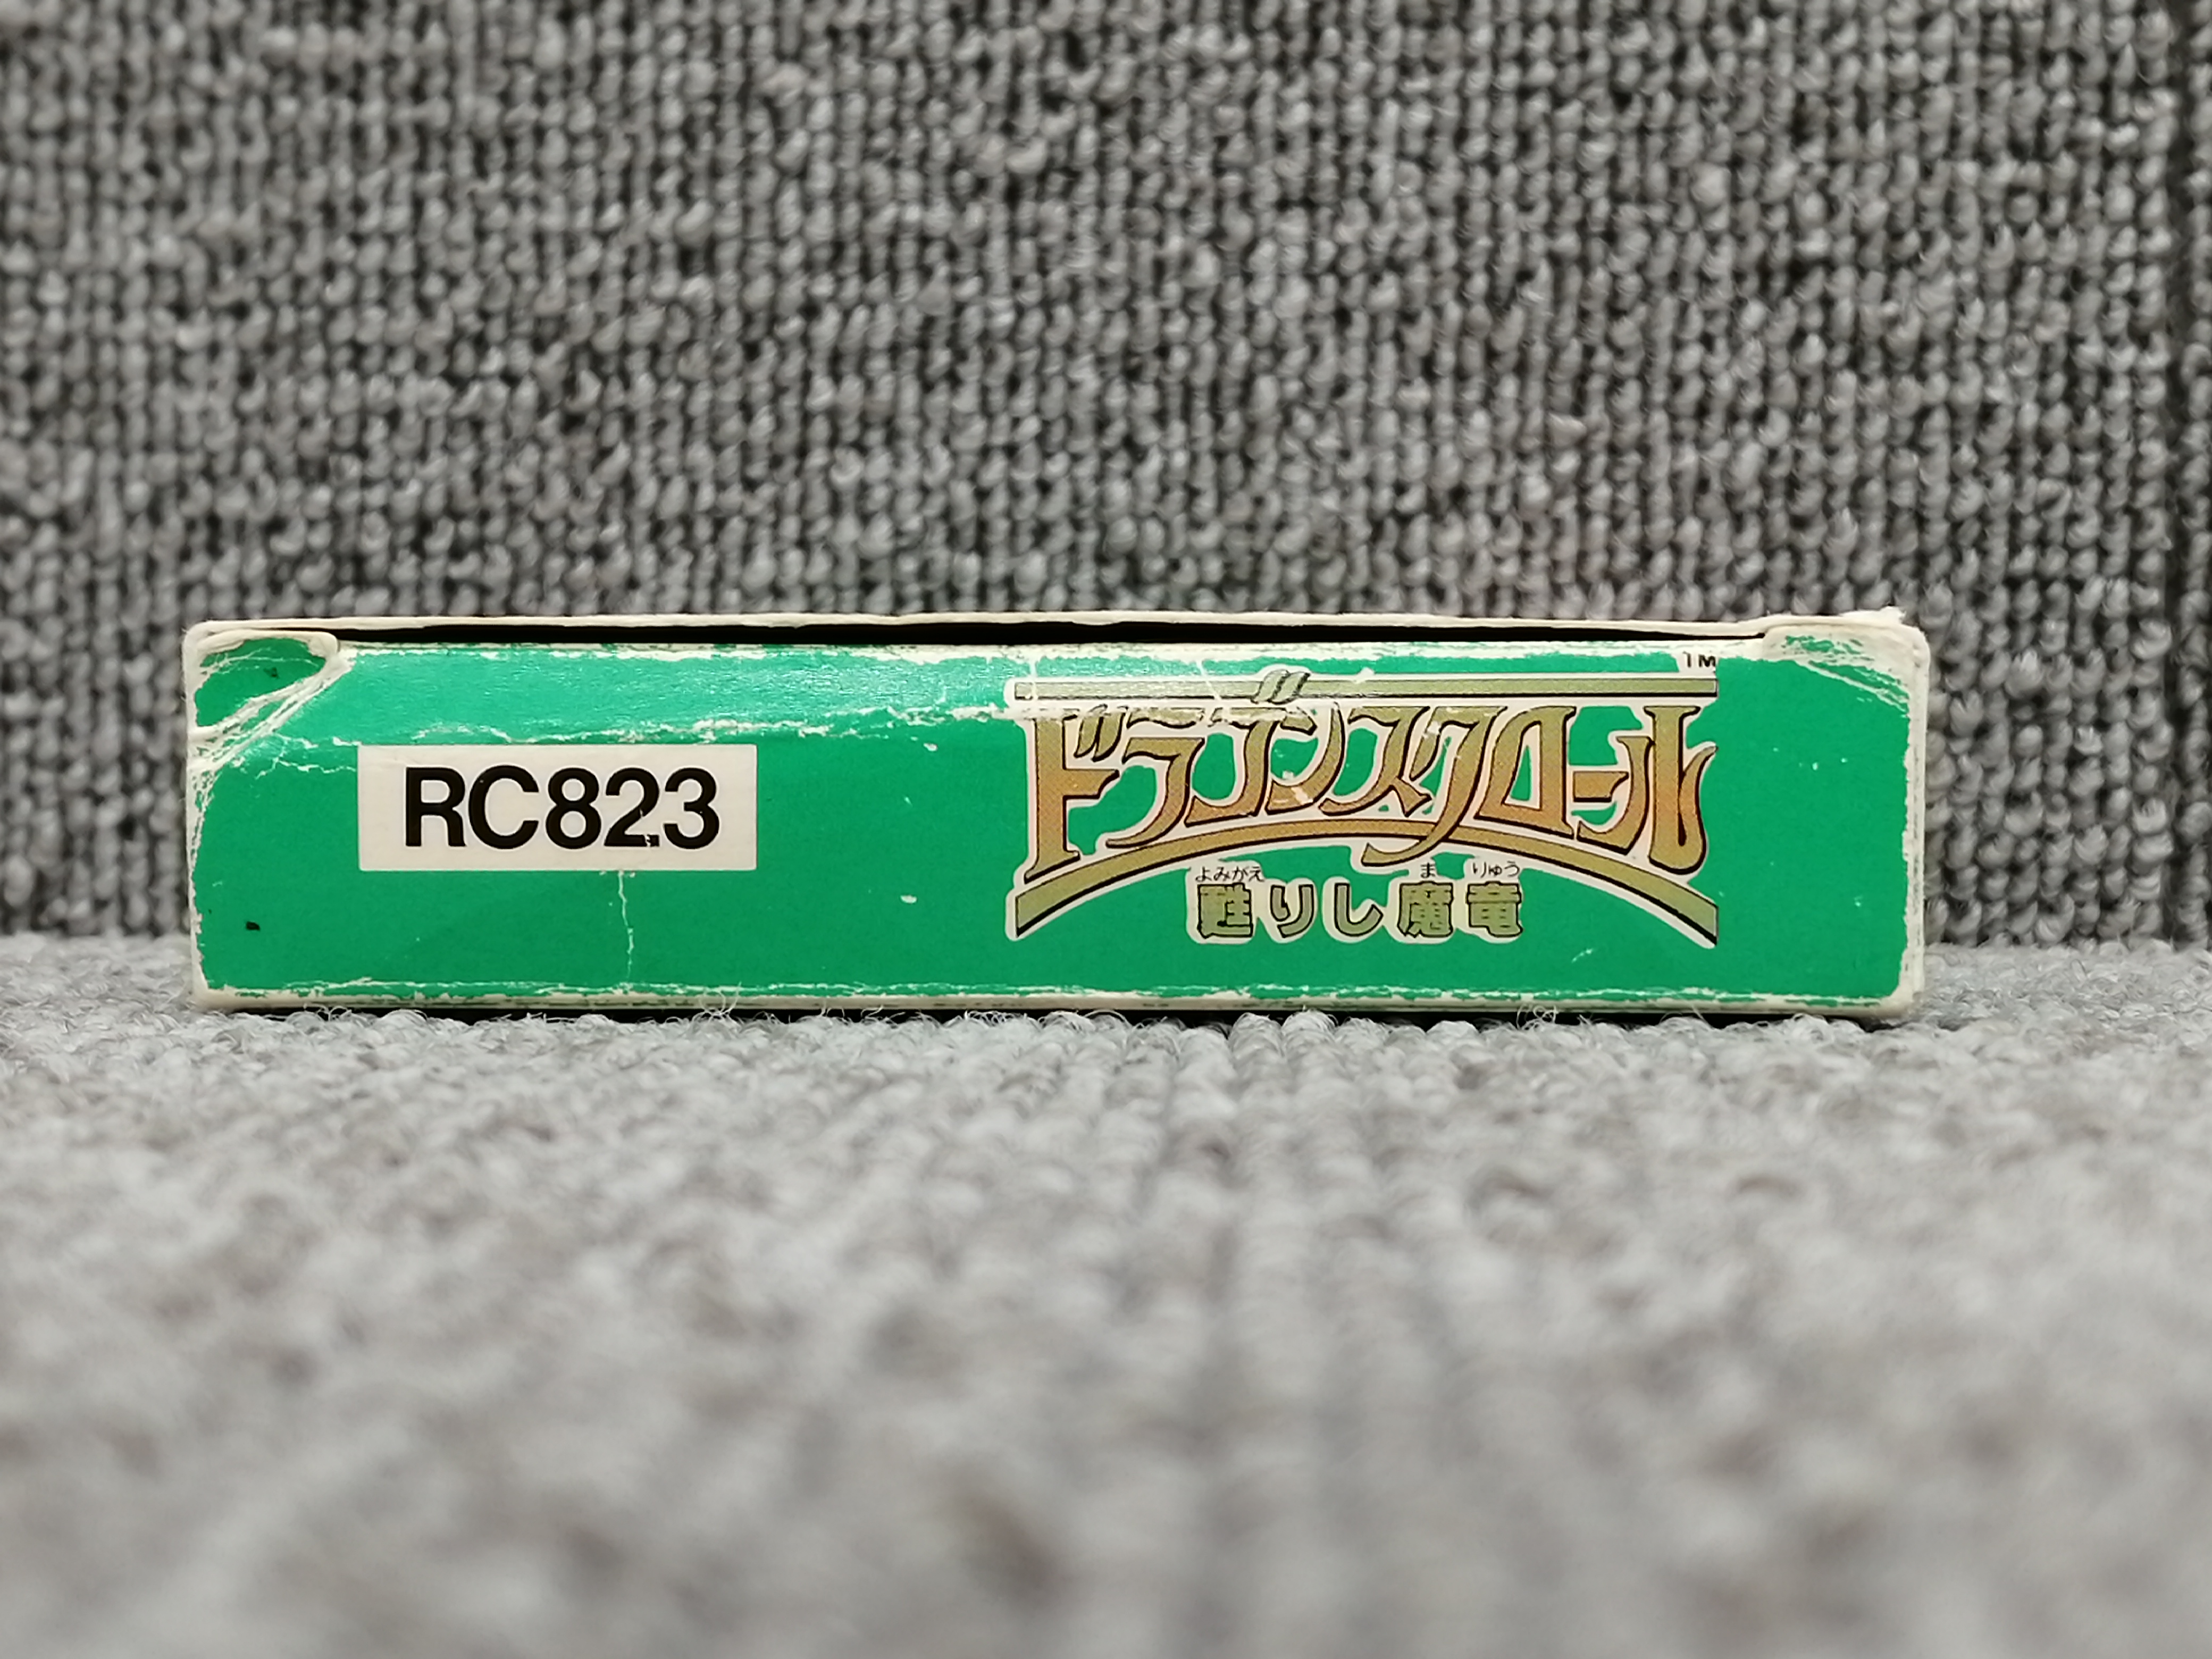 RC823
TM
ドラゴンスクロール
よみがえ ま りゅう
甦りし魔竜